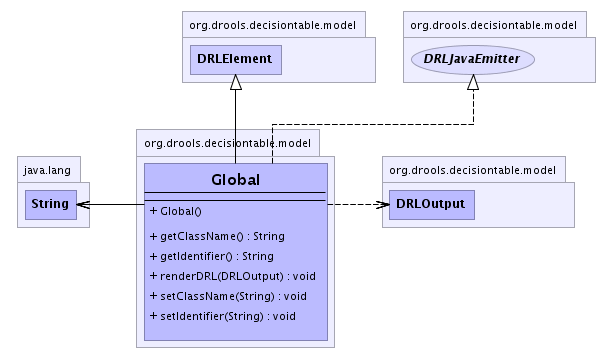 org.drools.decisiontable.model
DRLElement
org.drools.decisiontable.model
DRLJavaEmitter
org.drools.decisiontable.model
Global
+ Global()
+ getClassName() : String
+ getIdentifier() : String
+ renderDRL(DRLOutput) : void
+ setClassName(String) : void
+ setIdentifier(String) : void
java.lang
String
org.drools.decisiontable.model
DRLOutput